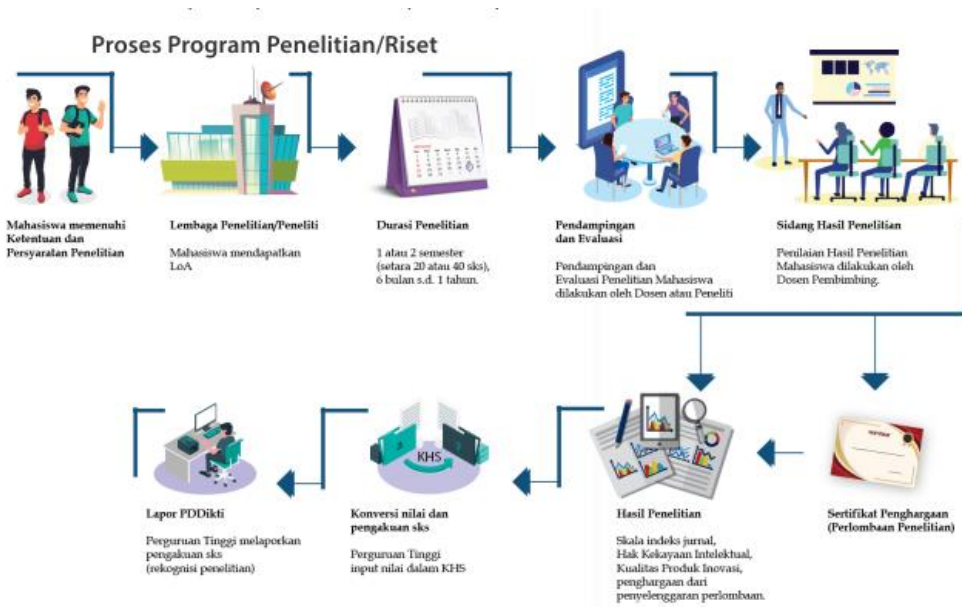 Proses Program Penelitian/Riset
Mahasiswa memenuhi
Ketentuan dan
Persyaratan Penelitian
Lembaga Penelitian/Peneliti
Mahasiswa mendapatkan
LoA
Durasi Penelitian
1 atau 2 semester
(setara 20 atau 40 sks),
6 bulan s.d. 1 tahun.
Pendampingan
dan Evaluasi
Pendampingan dan
Evaluasi Penelitian Mahasiswa
dilakukan oleh Dosen atau Peneliti
Sidang Hasil Penelitian
Penilaian Hasil Penelitian
Mahasiswa dilakukan oleh
Dosen Pembimbing.
Lapor PDDikti
Perguruan Tinggi melaporkan
pengakuan sks
(rekognisi penelitian)
KHS
Konversi nilai dan
pengakuan sks
Perguruan Tinggi
input nilai dalam KHS
Hasil Penelitian
Skala indeks jurnal,
Hak Kekayaan Intelektual,
Kualitas Produk Inovasi,
penghargaan dari
penyelenggaran perlombaan.
Sertifikat Penghargaan
(Perlombaan Penelitian)